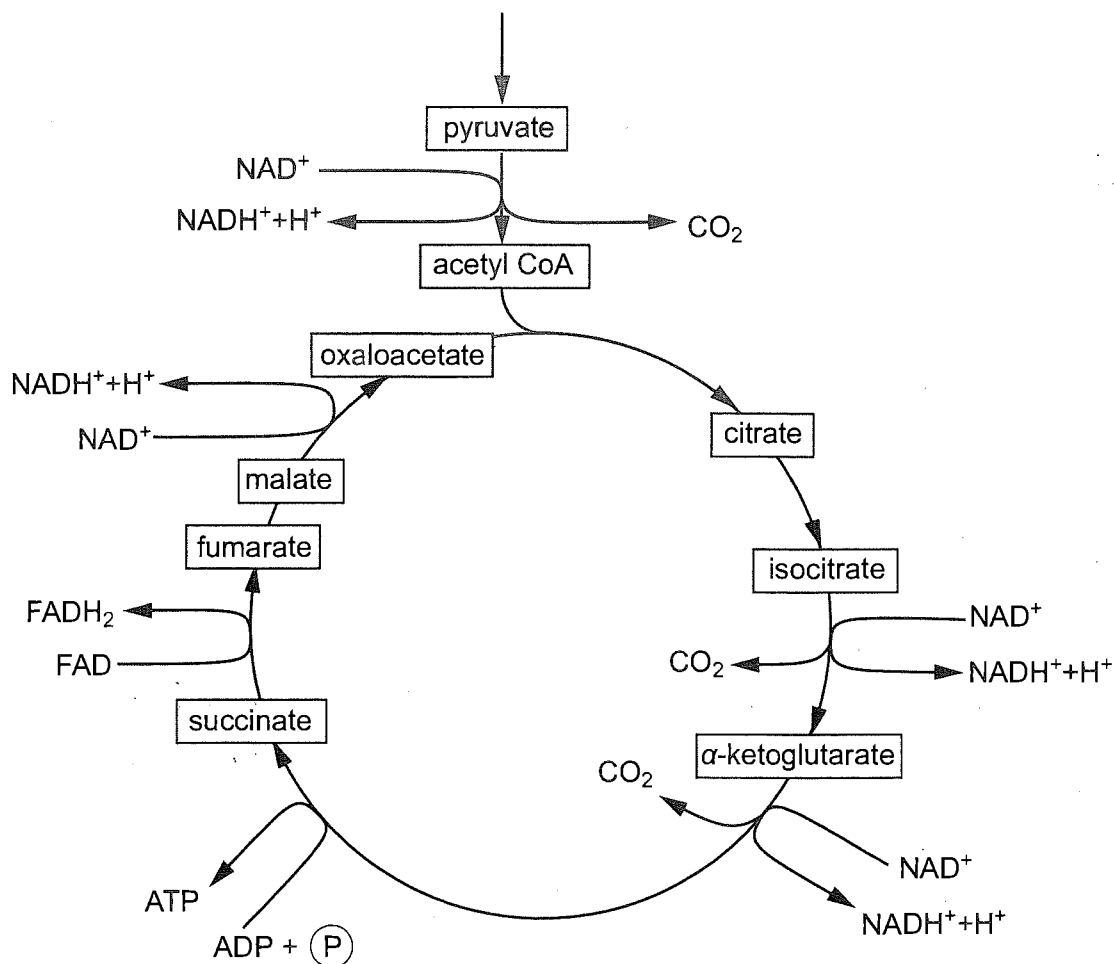 pyruvate
NAD⁺
NADH⁺+H⁺
CO₂
acetyl CoA
oxaloacetate
NADH⁺+H⁺
NAD⁺
citrate
malate
fumarate
isocitrate
FADH₂
FAD
NAD⁺
CO₂
NADH⁺+H⁺
succinate
α-ketoglutarate
CO₂
ATP
ADP + P
NAD⁺
NADH⁺+H⁺